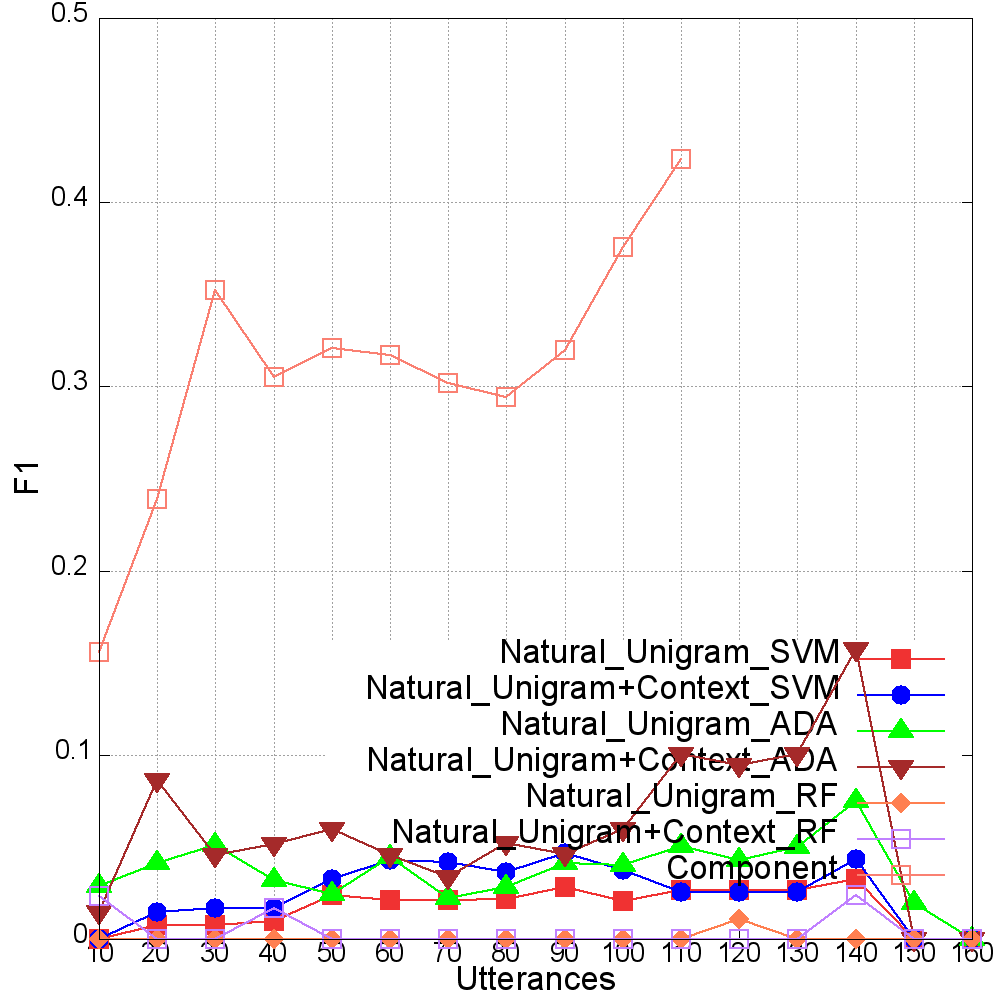 0.5
0.4
0.3
0.2
0.1
0
F1
Natural_Unigram_SVM
Natural_Unigram+Context_SVM
Natural_Unigram_ADA
Natural_Unigram+Context_ADA
Natural_Unigram_RF
Natural_Unigram+Context_RF
Component
10 20 30 40 50 60 70 80 90 100 110 120 130 140 150 160
Utterances